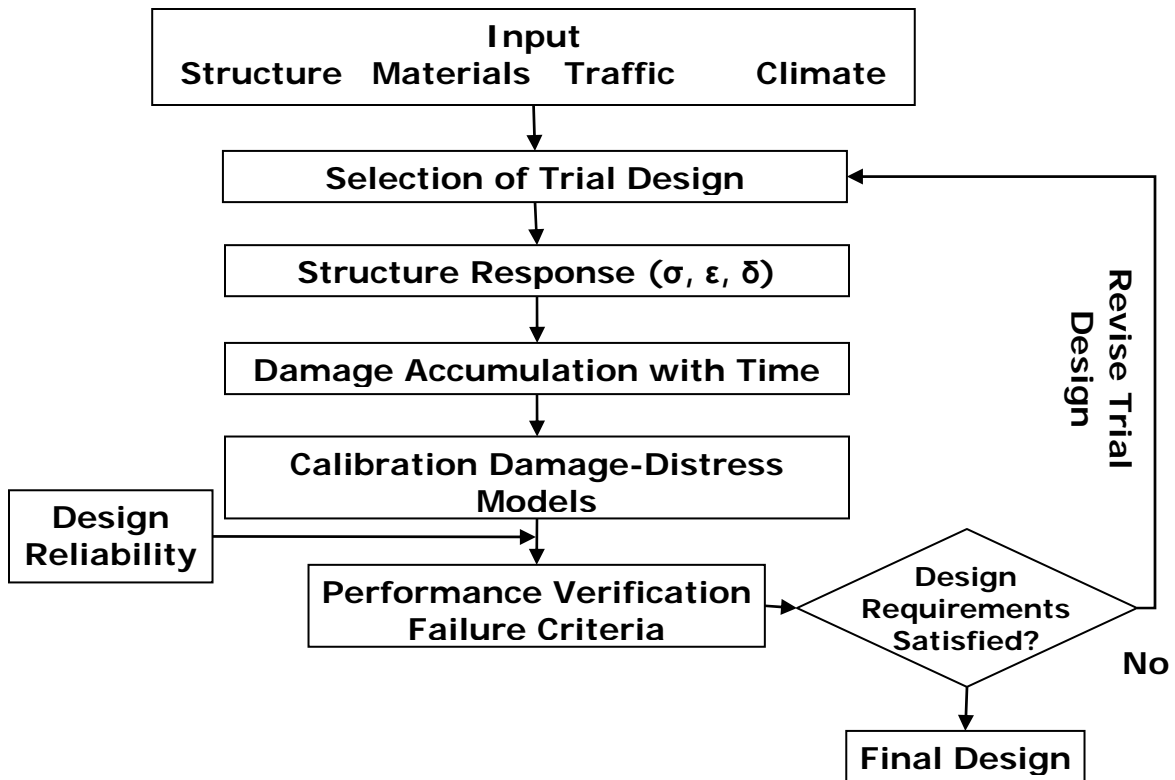 Input
Structure Materials Traffic Climate
Selection of Trial Design
Structure Response (σ, ε, δ)
Damage Accumulation with Time
Calibration Damage-Distress
Models
Design
Reliability
Performance Verification
Failure Criteria
Design
Requirements
Satisfied?
No
Revise Trial
Design
Final Design